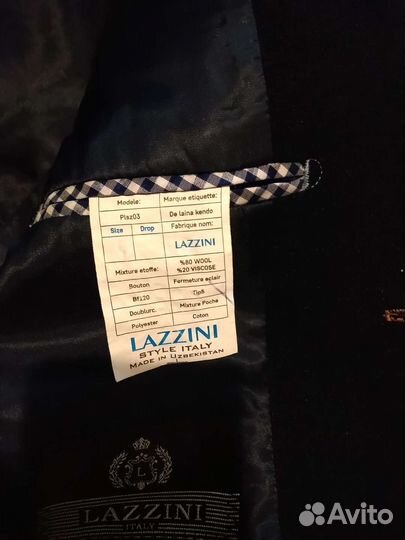 Modele:
Marque etiquette:
Plaz03
De laina kendo
Size
Drop
Fabrique nom:
LAZZINI
Mixture etoffe:
%80 WOOL
%20 VISCOSE
Bouton
Fermeture eclair
Bf120
Tip8
Doublurc.
Mixture Poche
Polyester
Coton
LAZZINI
STYLE ITALY
MADE IN UZBEKISTAN
L
LAZZINI
ITALY
Avito